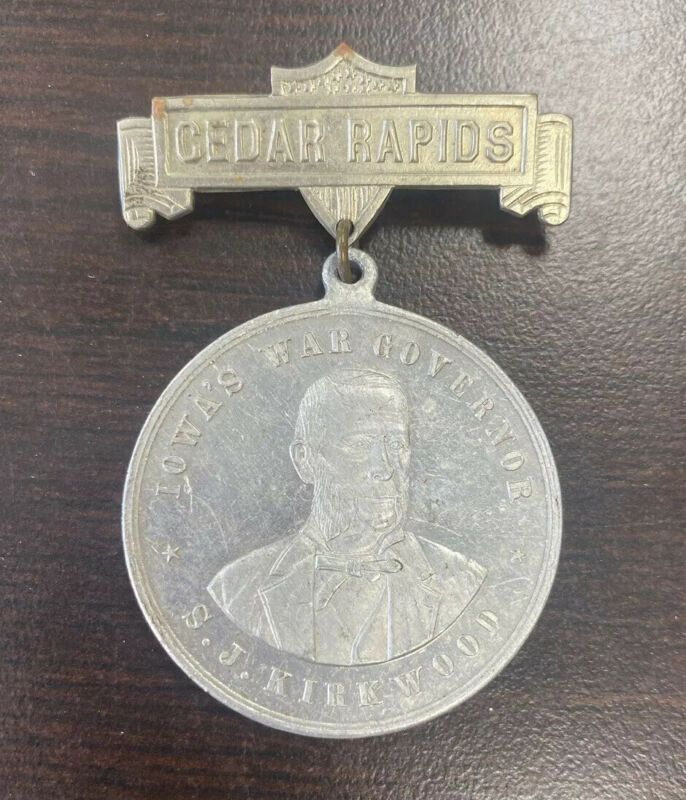 CEDAR RAPIDS
IOWA'S WAR GOVERNOR
S. J. KIRKWOOD